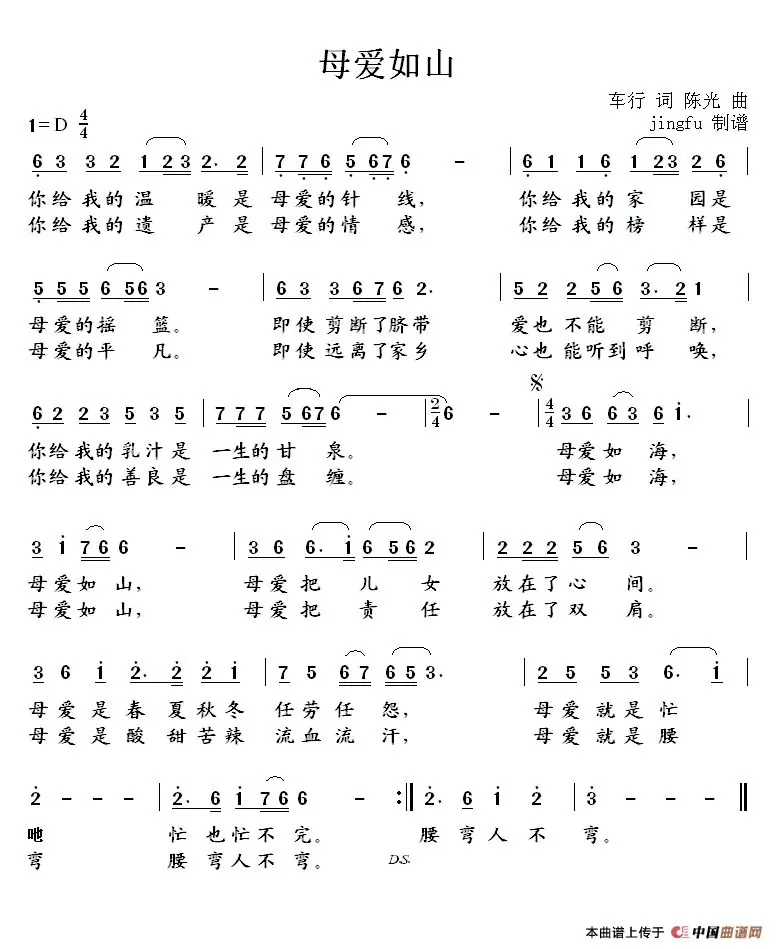 母爱如山
车行 词 陈光 曲
1=D 4/4
jingfu 制谱
6 3 3 2 1 2 3 2. 2 | 7 7 6 5 6 7 6 - | 6 1 1 6 1 2 3 2 6 |
你给我的温 暖是 母爱的针 线, 你给我的家 园是
你给我的遗 产是 母爱的情 感, 你给我的榜 样是
5 5 5 6 5 6 3 - | 6 3 3 6 7 6 2. | 5 2 2 5 6 3. 2 1 |
母爱的摇 篮。 即使剪断了脐带 爱也不能 剪 断,
母爱的平 凡。 即使远离了家乡 心也能听到呼 唤,
6 2 2 3 5 3 5 | 7 7 7 5 6 7 6 - | 2/4 6 - | 4/4 3 6 6 3 6 1. |
你给我的乳汁是 一生的甘 泉。 母爱如海,
你给我的善良是 一生的盘 缠。 母爱如海,
3 1 7 6 6 - | 3 6 6. 1 6 5 6 2 | 2 2 2 5 6 3 - |
母爱如山, 母爱把 儿 女 放在了心 间。
母爱如山, 母爱把 责 任 放在了双 肩。
3 6 1 2. 2 2 1 | 7 5 6 7 6 5 3. | 2 5 5 3 6. 1 |
母爱是春 夏秋冬 任劳任 怨, 母爱就是忙
母爱是酸 甜苦辣 流血流 汗, 母爱就是腰
2 - - - | 2. 6 1 7 6 6 - :‖ 2. 6 1 2 | 3 - - - ‖
吔 忙也忙不完。 腰弯人不 弯。
弯 腰弯人不弯。 D.S.
本曲谱上传于 中国曲谱网